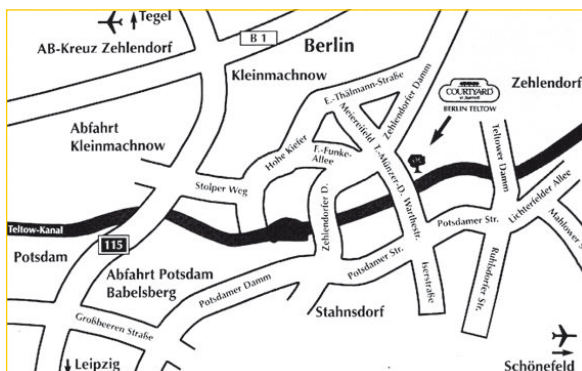 Tegel
AB-Kreuz Zehlendorf
B 1
Berlin
Kleinmachnow
E.-Thälmann-Straße
Zehlendorfer Damm
COURTYARD
BERLIN TELTOW
Zehlendorf
Abfahrt
Kleinmachnow
Hohe Kiefer
Meiereifeld
T.-Münzer-D.
Warthestr.
F.-Funke-
Allee
Teltower Damm
Stolper Weg
Zehlendorfer D.
Potsdamer Str.
Lichterfelder Allee
Mahlower S
Teltow-Kanal
115
Potsdam
Abfahrt Potsdam
Babelsberg
Potsdamer Damm
Potsdamer Str.
Iserstraße
Ruhlsdorfer Str.
Stahnsdorf
Großbeeren Straße
Leipzig
Schönefeld